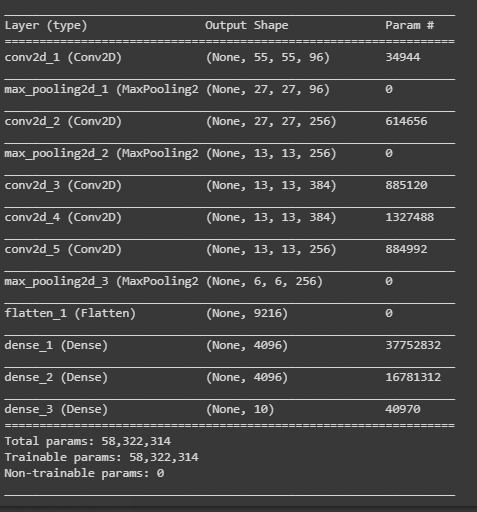 Layer (type) Output Shape Param #
=================================================================
conv2d_1 (Conv2D) (None, 55, 55, 96) 34944
max_pooling2d_1 (MaxPooling2 (None, 27, 27, 96) 0
conv2d_2 (Conv2D) (None, 27, 27, 256) 614656
max_pooling2d_2 (MaxPooling2 (None, 13, 13, 256) 0
conv2d_3 (Conv2D) (None, 13, 13, 384) 885120
conv2d_4 (Conv2D) (None, 13, 13, 384) 1327488
conv2d_5 (Conv2D) (None, 13, 13, 256) 884992
max_pooling2d_3 (MaxPooling2 (None, 6, 6, 256) 0
flatten_1 (Flatten) (None, 9216) 0
dense_1 (Dense) (None, 4096) 37752832
dense_2 (Dense) (None, 4096) 16781312
dense_3 (Dense) (None, 10) 40970
=================================================================
Total params: 58,322,314
Trainable params: 58,322,314
Non-trainable params: 0